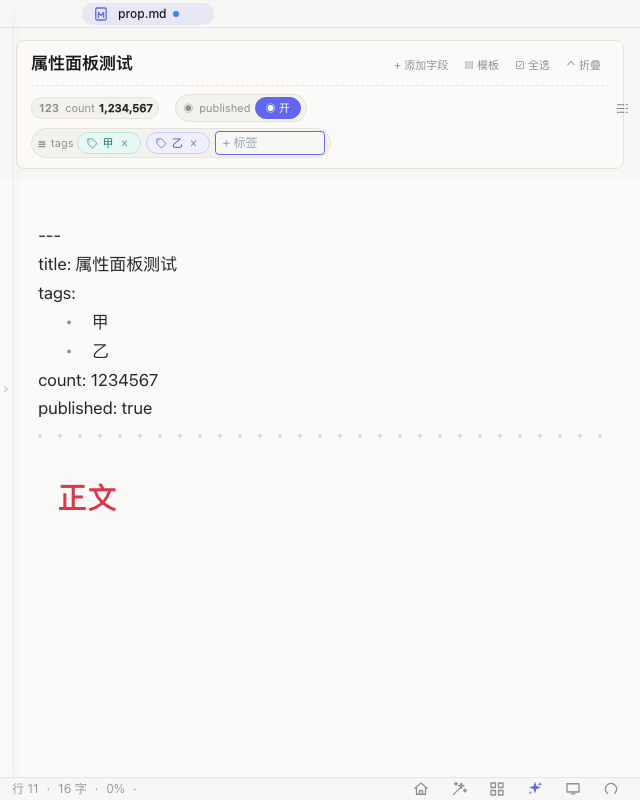 prop.md
属性面板测试
+ 添加字段 模板 全选 折叠
123 count 1,234,567 published 开
tags 甲 × 乙 × + 标签
---
title: 属性面板测试
tags:
• 甲
• 乙
count: 1234567
published: true
正文
行 11 · 16 字 · 0% ·